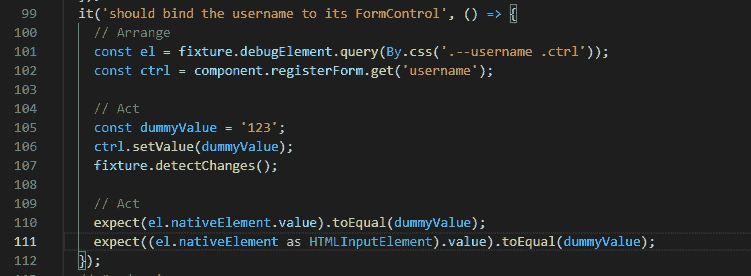 99 it('should bind the username to its FormControl', () => {
100 // Arrange
101 const el = fixture.debugElement.query(By.css('.--username .ctrl'));
102 const ctrl = component.registerForm.get('username');
103
104 // Act
105 const dummyValue = '123';
106 ctrl.setValue(dummyValue);
107 fixture.detectChanges();
108
109 // Act
110 expect(el.nativeElement.value).toEqual(dummyValue);
111 expect((el.nativeElement as HTMLInputElement).value).toEqual(dummyValue);
112 });